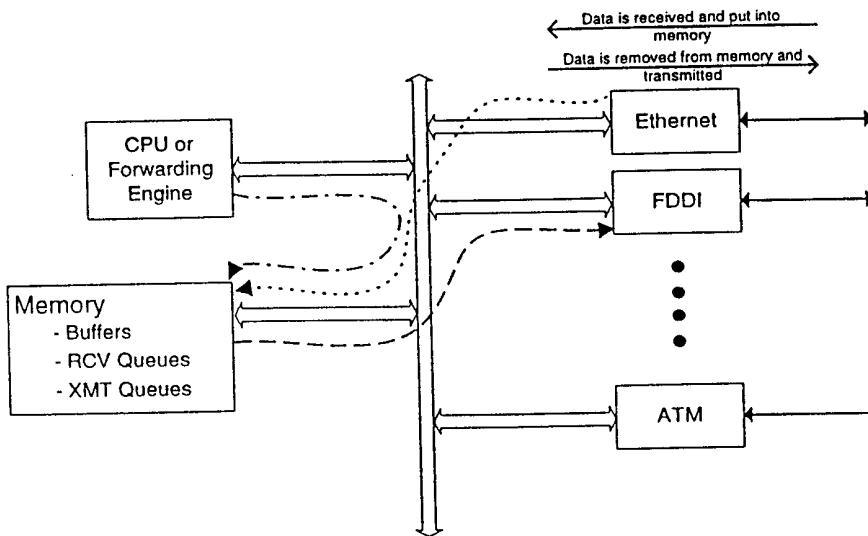 Data is received and put into
memory
Data is removed from memory and
transmitted
CPU or
Forwarding
Engine
Ethernet
FDDI
Memory
- Buffers
- RCV Queues
- XMT Queues
ATM